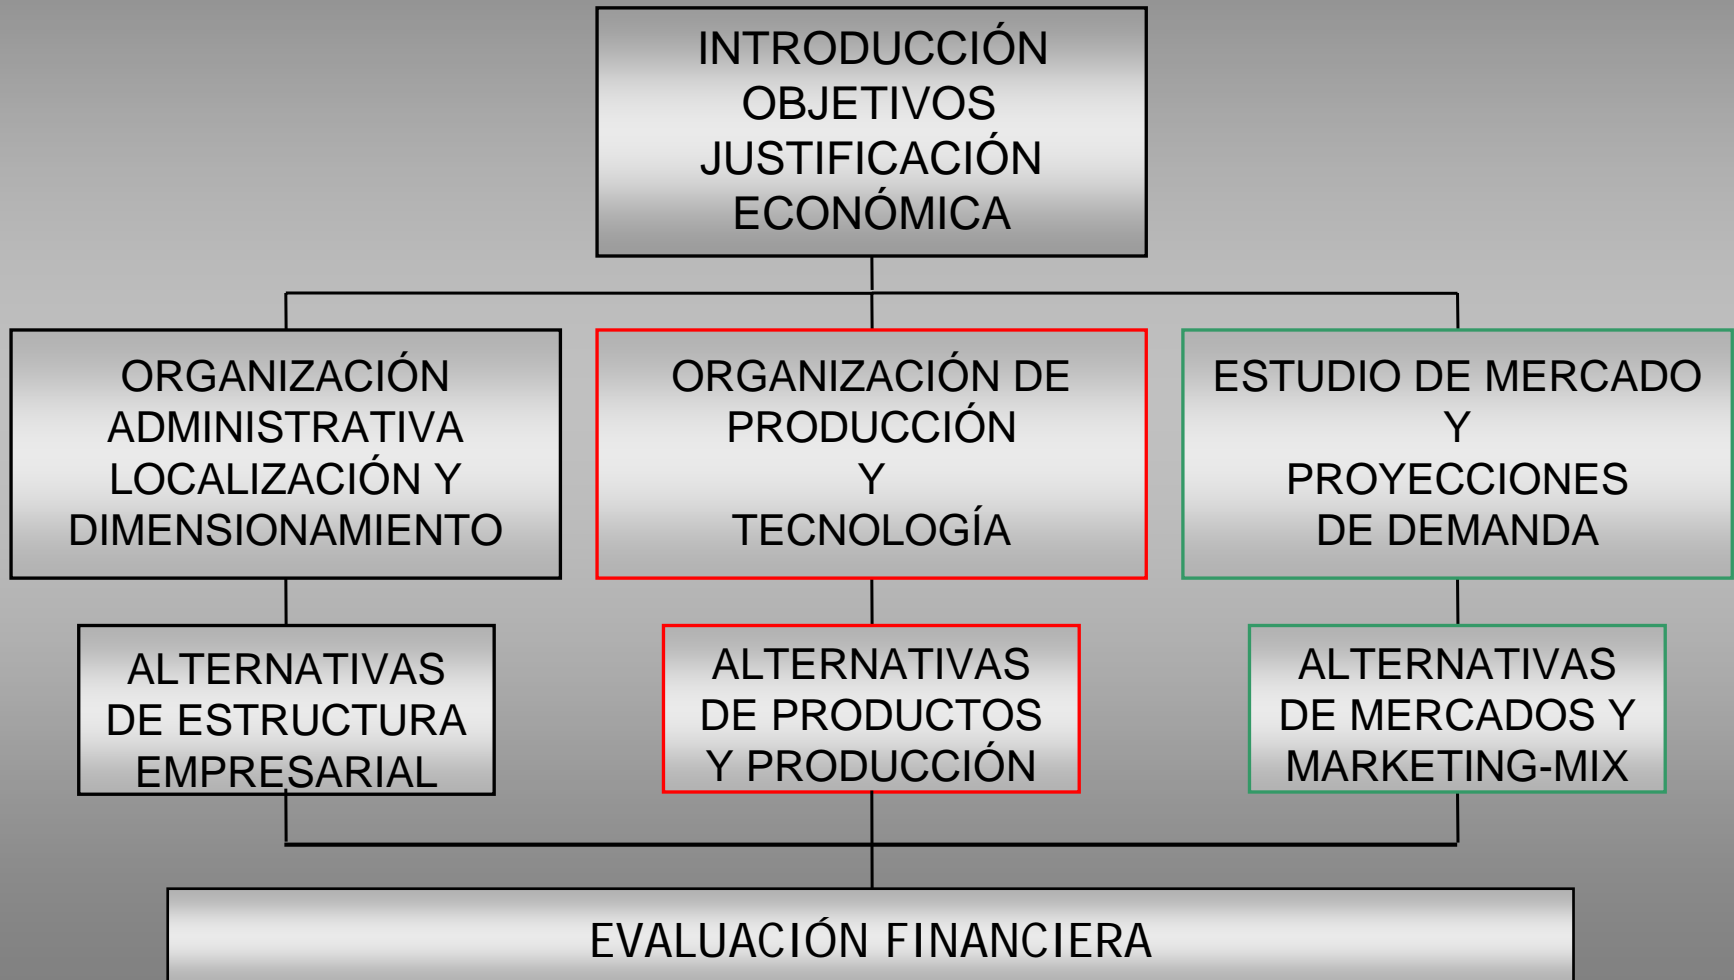 INTRODUCCIÓN
OBJETIVOS
JUSTIFICACIÓN
ECONÓMICA
ORGANIZACIÓN
ADMINISTRATIVA
LOCALIZACIÓN Y
DIMENSIONAMIENTO
ORGANIZACIÓN DE
PRODUCCIÓN
Y
TECNOLOGÍA
ESTUDIO DE MERCADO
Y
PROYECCIONES
DE DEMANDA
ALTERNATIVAS
DE ESTRUCTURA
EMPRESARIAL
ALTERNATIVAS
DE PRODUCTOS
Y PRODUCCIÓN
ALTERNATIVAS
DE MERCADOS Y
MARKETING-MIX
EVALUACIÓN FINANCIERA